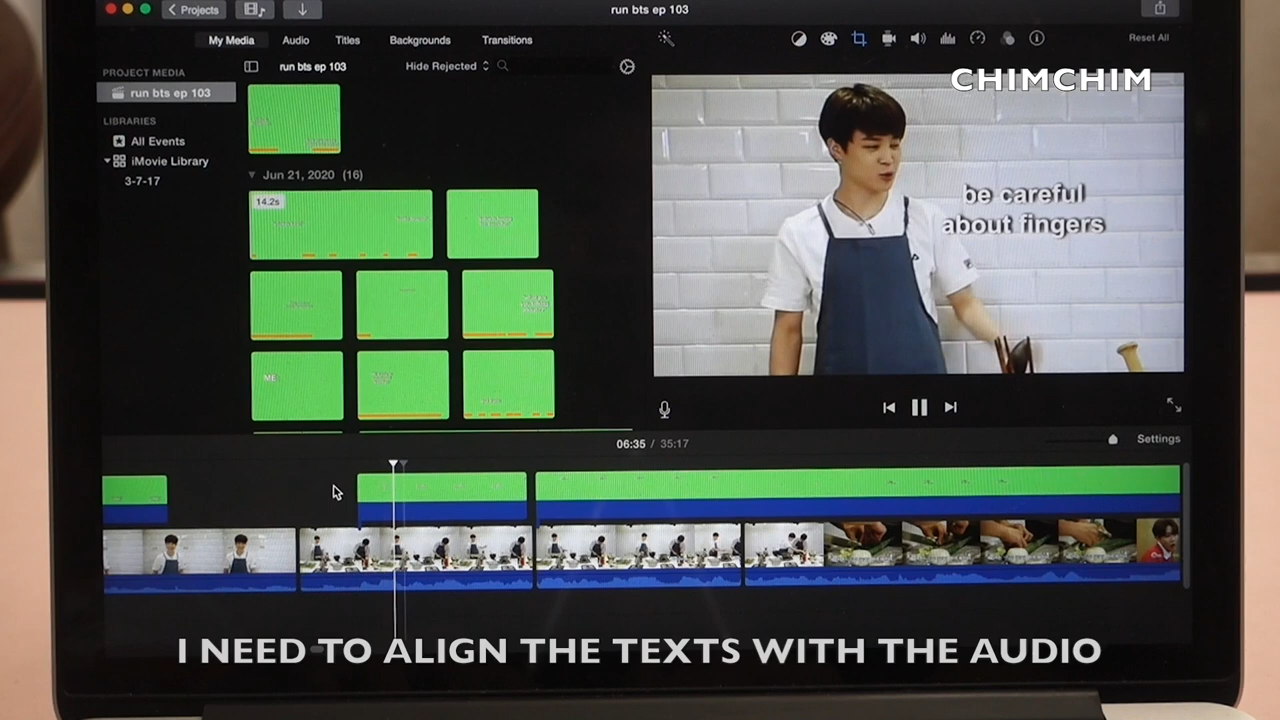 Projects
run bts ep 103
My Media
Audio
Titles
Backgrounds
Transitions
Reset All
PROJECT MEDIA
run bts ep 103
Hide Rejected
run bts ep 103
LIBRARIES
All Events
iMovie Library
3-7-17
Jun 21, 2020 (16)
14.2s
ME!
CHIMCHIM
be careful
about fingers
06:35 / 35:17
Settings
I NEED TO ALIGN THE TEXTS WITH THE AUDIO